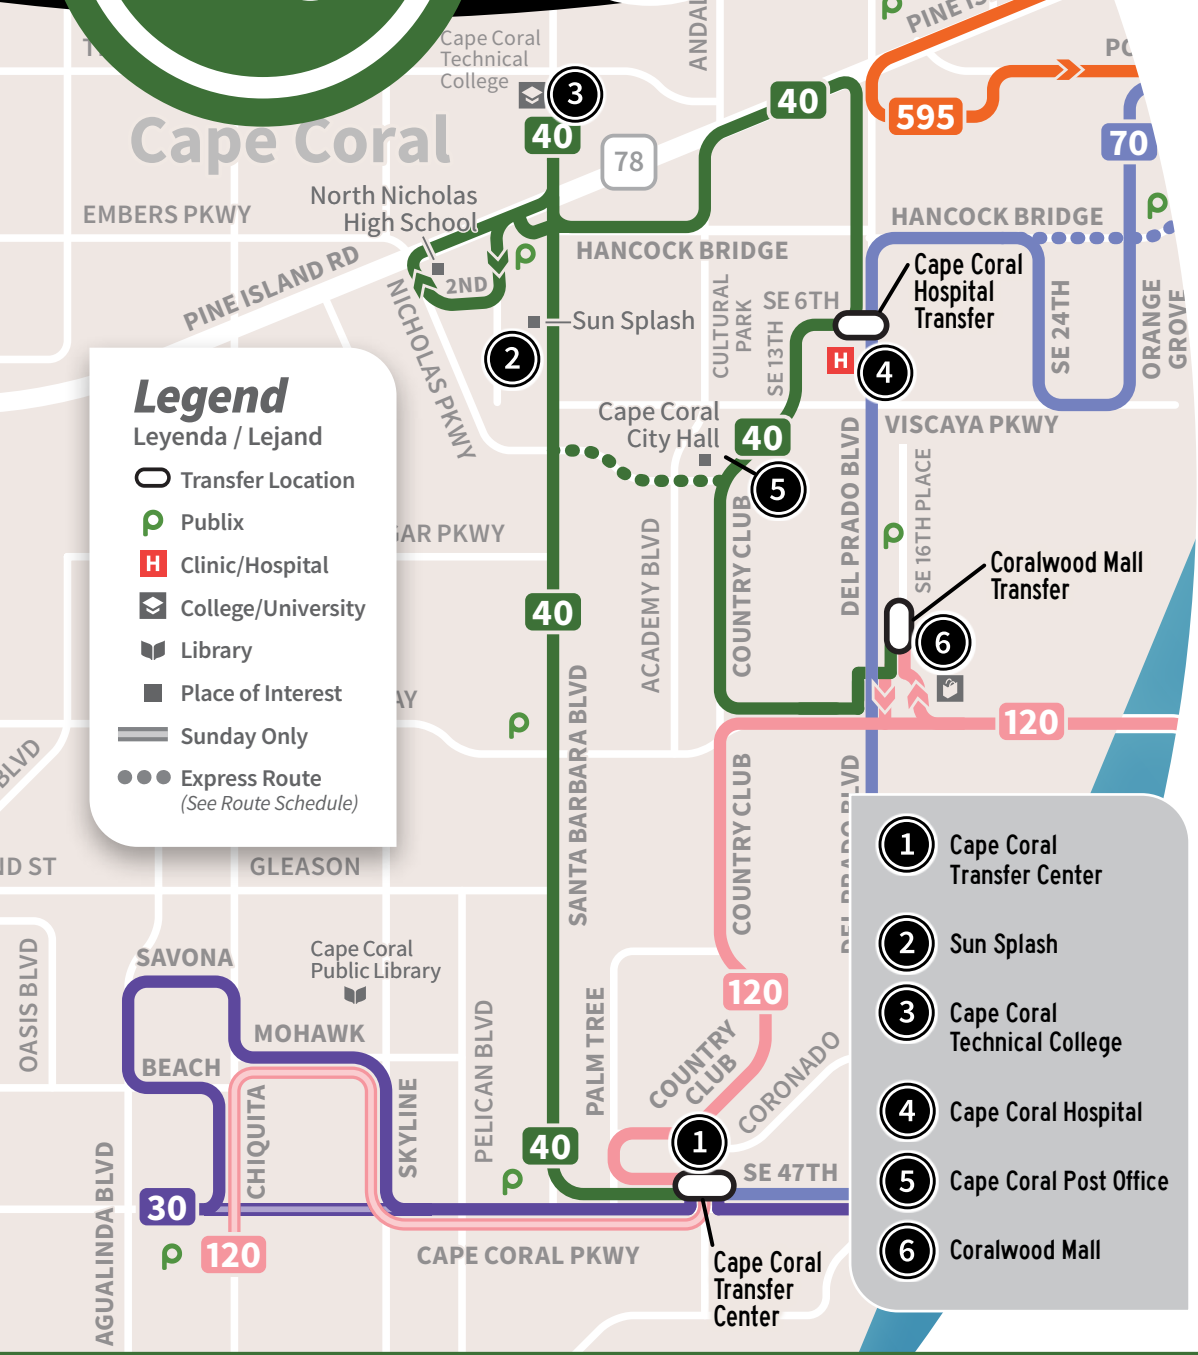 Cape Coral
Technical
College
3
40
Cape Coral
78
40
595
70
North Nicholas
High School
EMBERS PKWY
PINE ISLAND RD
HANCOCK BRIDGE
HANCOCK BRIDGE
2ND
NICHOLAS PKWY
Sun Splash
2
CULTURAL
PARK
SE 6TH
SE 13TH
Cape Coral
Hospital
Transfer
H
4
SE 24TH
ORANGE
GROVE
Cape Coral
City Hall
40
5
VISCAYA PKWY
DEL PRADO BLVD
SE 16TH PLACE
ACADEMY BLVD
COUNTRY CLUB
Coralwood Mall
Transfer
6
120
Legend
Leyenda / Lejand
Transfer Location
Publix
H
Clinic/Hospital
College/University
Library
Place of Interest
Sunday Only
Express Route
(See Route Schedule)
40
SANTA BARBARA BLVD
COUNTRY CLUB
BLVD
GLEASON
OASIS BLVD
SAVONA
Cape Coral
Public Library
MOHAWK
BEACH
CHIQUITA
SKYLINE
PELICAN BLVD
PALM TREE
120
COUNTRY
CLUB
CORONADO
1
40
SE 47TH
AGUALINDA BLVD
30
120
CAPE CORAL PKWY
Cape Coral
Transfer
Center
1
Cape Coral
Transfer Center
2
Sun Splash
3
Cape Coral
Technical College
4
Cape Coral Hospital
5
Cape Coral Post Office
6
Coralwood Mall